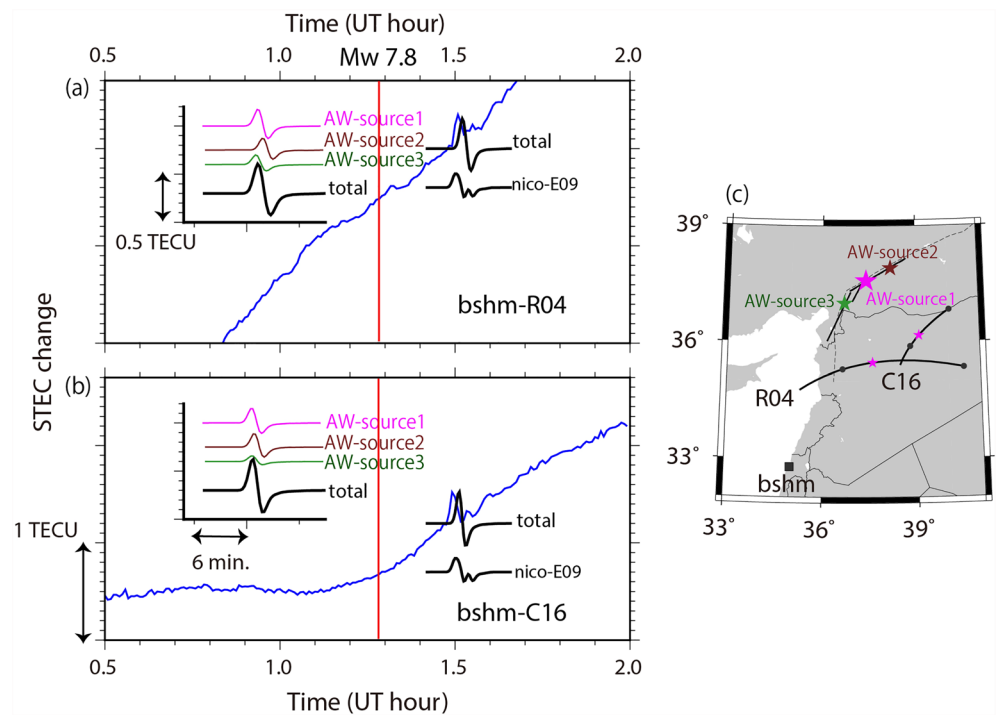 Time (UT hour)
0.5 1.0 1.5 2.0
Mw 7.8
(a)
AW-source1
AW-source2
AW-source3
total
0.5 TECU
total
nico-E09
bshm-R04
STEC change
(b)
AW-source1
AW-source2
AW-source3
total
1 TECU
6 min.
total
nico-E09
bshm-C16
0.5 1.0 1.5 2.0
Time (UT hour)
(c)
39°
AW-source2
AW-source3 AW-source1
36°
R04 C16
33°
bshm
33° 36° 39°